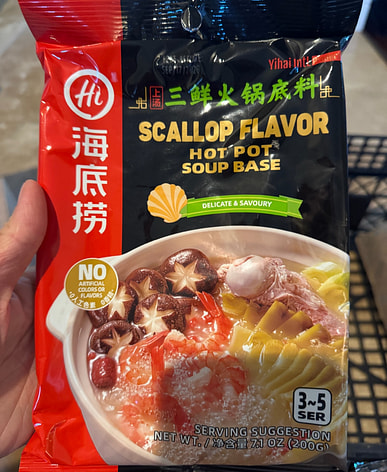 Yihai Int'l
Hi
海底捞
上海
三鲜火锅底料
SCALLOP FLAVOR
HOT POT
SOUP BASE
DELICATE & SAVOURY
NO
ARTIFICIAL
COLORS OR
FLAVORS
3~5
SER
SERVING SUGGESTION
NET WT. / 净含量 7.1 OZ (200G)